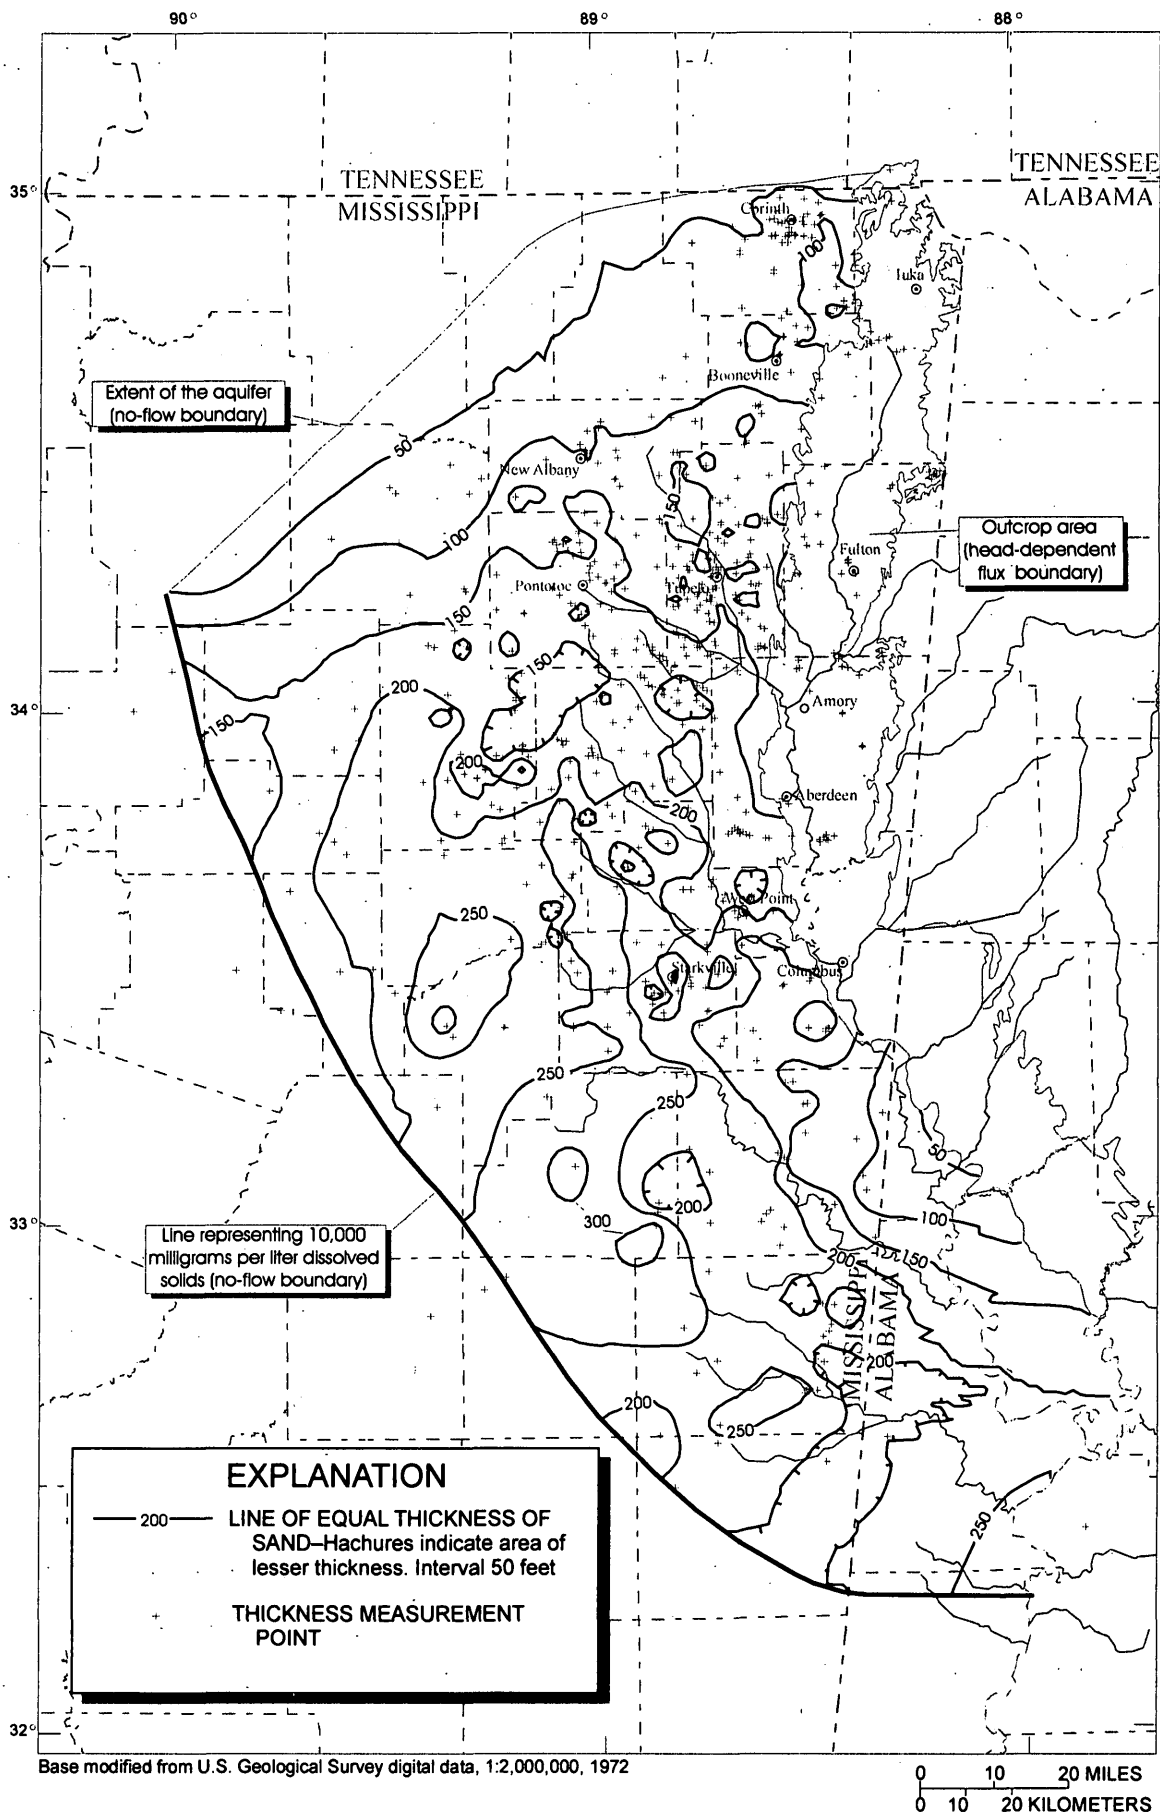 90°
89°
88°
35°
TENNESSEE
MISSISSIPPI
TENNESSEE
ALABAMA
Corinth
100
Iuka
Booneville
Extent of the aquifer
(no-flow boundary)
50
New Albany
150
100
Outcrop area
(head-dependent
flux boundary)
Fulton
Pontotoc
Tupelo
150
150
200
34°
150
Amory
200
Aberdeen
200
West Point
250
Starkville
Columbus
250
250
50
200
300
100
33°
Line representing 10,000
milligrams per liter dissolved
solids (no-flow boundary)
200
150
MISSISSIPPI
ALABAMA
200
200
250
250
EXPLANATION
200
LINE OF EQUAL THICKNESS OF
SAND–Hachures indicate area of
lesser thickness. Interval 50 feet
THICKNESS MEASUREMENT
POINT
32°
Base modified from U.S. Geological Survey digital data, 1:2,000,000, 1972
0 10 20 MILES
0 10 20 KILOMETERS